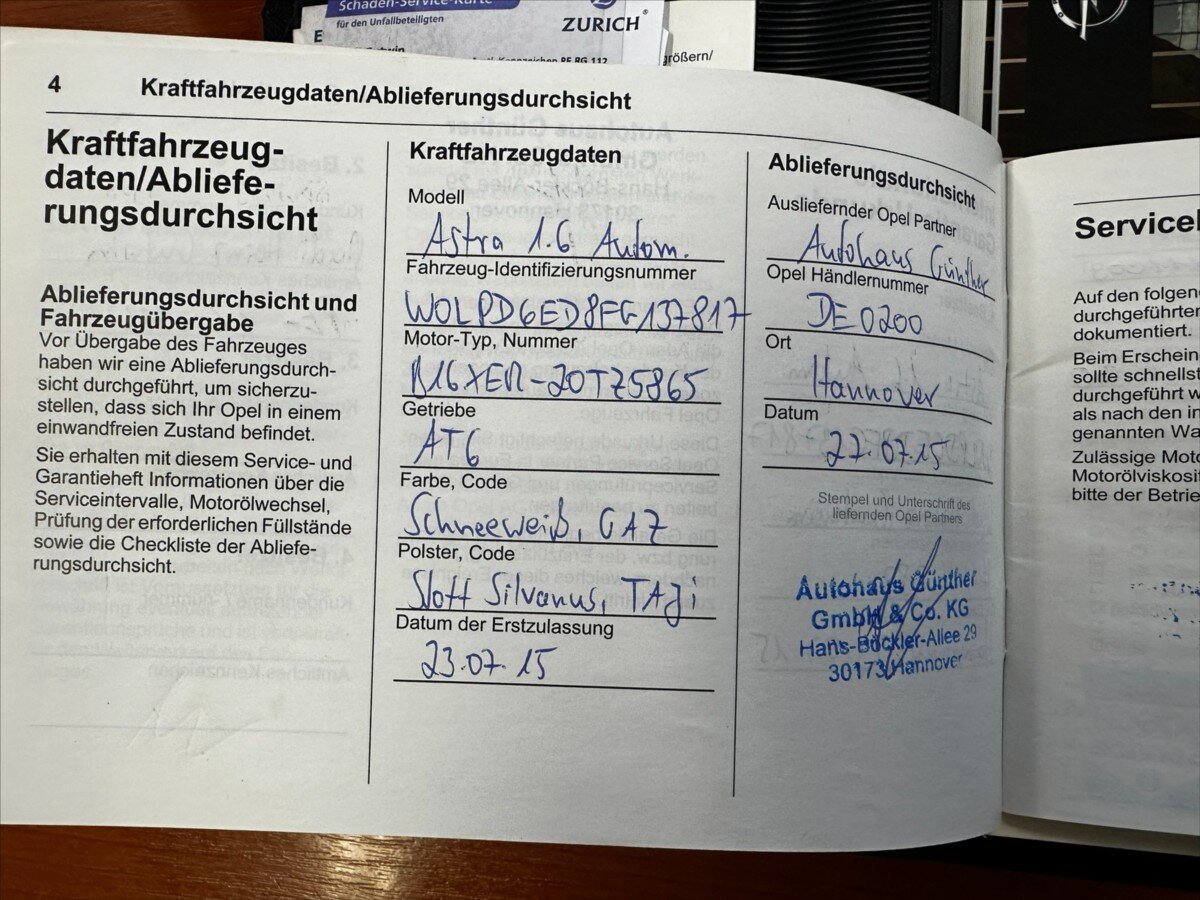 Schaden-Service-Karte
für den Unfallbeteiligten
ZURICH
größern/
4
Kraftfahrzeugdaten/Ablieferungsdurchsicht
Kraftfahrzeug-
daten/Abliefe-
rungsdurchsicht
Ablieferungsdurchsicht und
Fahrzeugübergabe
Vor Übergabe des Fahrzeuges
haben wir eine Ablieferungsdurch-
sicht durchgeführt, um sicherzu-
stellen, dass sich Ihr Opel in einem
einwandfreien Zustand befindet.
Sie erhalten mit diesem Service- und
Garantieheft Informationen über die
Serviceintervalle, Motorölwechsel,
Prüfung der erforderlichen Füllstände
sowie die Checkliste der Abliefe-
rungsdurchsicht.
Kraftfahrzeugdaten
Modell
Astra 1.6 Autom.
Fahrzeug-Identifizierungsnummer
W0LPD6ED8FG137817
Motor-Typ, Nummer
B16XER-20TZ5865
Getriebe
AT6
Farbe, Code
Schneeweiß, GAZ
Polster, Code
Stoff Silvanus, TAJi
Datum der Erstzulassung
23.07.15
Ablieferungsdurchsicht
Ausliefernder Opel Partner
Autohaus Günther
Opel Händlernummer
DE0200
Ort
Hannover
Datum
22.07.15
Stempel und Unterschrift des
liefernden Opel Partners
Autohaus Günther
GmbH & Co. KG
Hans-Böckler-Allee 29
30173 Hannover
Servicel
Auf den folgen
durchgeführten
dokumentiert.
Beim Erschein
sollte schnellst
durchgeführt w
als nach den in
genannten Wa
Zulässige Moto
Motorölviskosi
bitte der Betrie